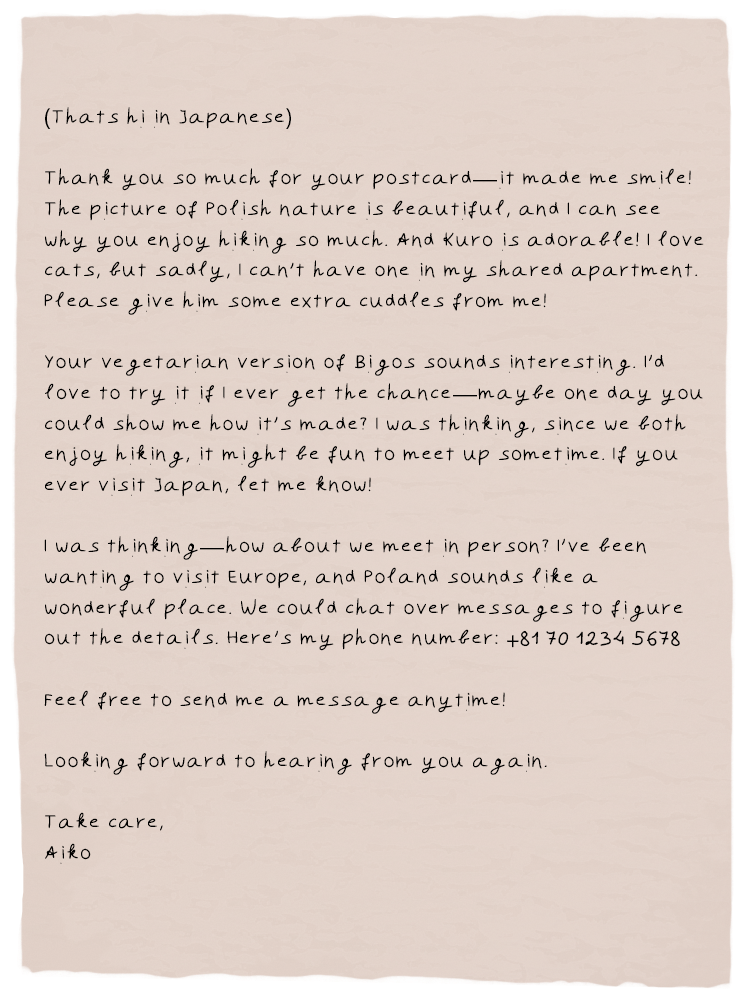 (Thats hi in Japanese)
Thank you so much for your postcard—it made me smile!
The picture of Polish nature is beautiful, and I can see
why you enjoy hiking so much. And Kuro is adorable! I love
cats, but sadly, I can't have one in my shared apartment.
Please give him some extra cuddles from me!
Your vegetarian version of Bigos sounds interesting. I'd
love to try it if I ever get the chance—maybe one day you
could show me how it's made? I was thinking, since we both
enjoy hiking, it might be fun to meet up sometime. If you
ever visit Japan, let me know!
I was thinking—how about we meet in person? I've been
wanting to visit Europe, and Poland sounds like a
wonderful place. We could chat over messages to figure
out the details. Here's my phone number: +81 70 1234 5678
Feel free to send me a message anytime!
Looking forward to hearing from you again.
Take care,
Aiko